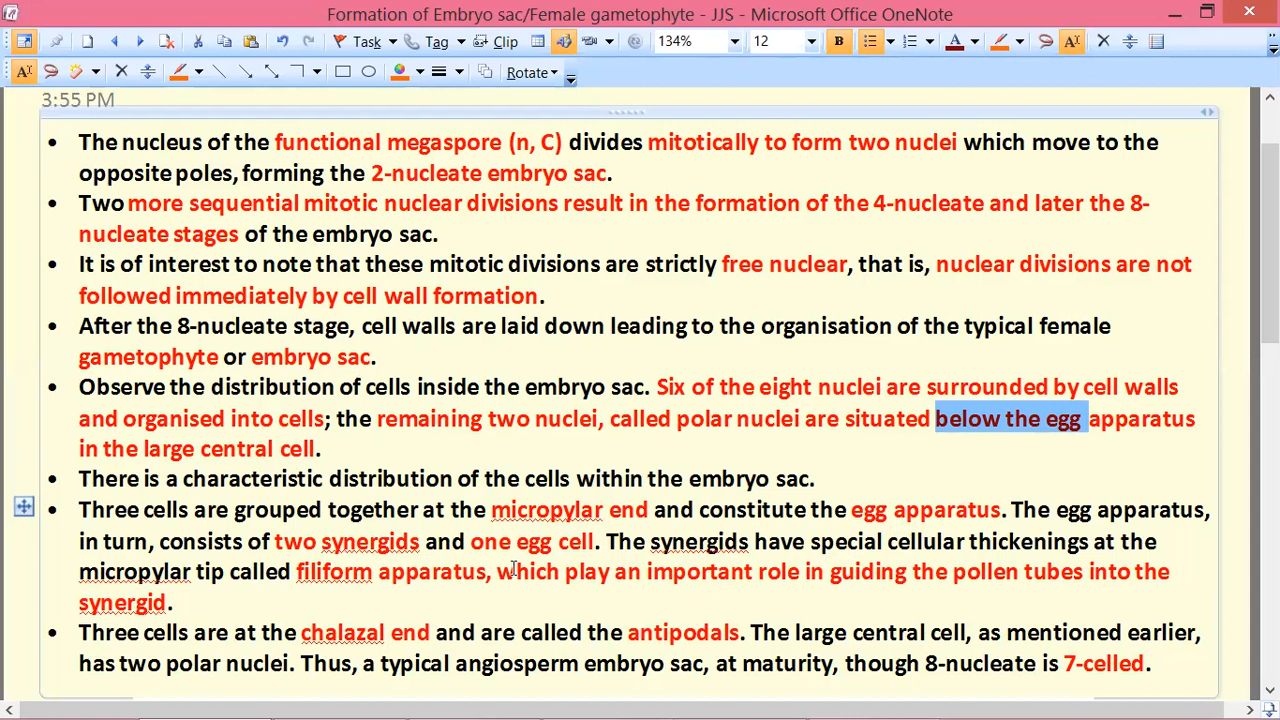 Formation of Embryo sac/Female gametophyte - JJS - Microsoft Office OneNote
Task Tag Clip 134% 12 B A A
A Rotate
3:55 PM
• The nucleus of the functional megaspore (n, C) divides mitotically to form two nuclei which move to the
opposite poles, forming the 2-nucleate embryo sac.
• Two more sequential mitotic nuclear divisions result in the formation of the 4-nucleate and later the 8-
nucleate stages of the embryo sac.
• It is of interest to note that these mitotic divisions are strictly free nuclear, that is, nuclear divisions are not
followed immediately by cell wall formation.
• After the 8-nucleate stage, cell walls are laid down leading to the organisation of the typical female
gametophyte or embryo sac.
• Observe the distribution of cells inside the embryo sac. Six of the eight nuclei are surrounded by cell walls
and organised into cells; the remaining two nuclei, called polar nuclei are situated below the egg apparatus
in the large central cell.
• There is a characteristic distribution of the cells within the embryo sac.
• Three cells are grouped together at the micropylar end and constitute the egg apparatus. The egg apparatus,
in turn, consists of two synergids and one egg cell. The synergids have special cellular thickenings at the
micropylar tip called filiform apparatus, which play an important role in guiding the pollen tubes into the
synergid.
• Three cells are at the chalazal end and are called the antipodals. The large central cell, as mentioned earlier,
has two polar nuclei. Thus, a typical angiosperm embryo sac, at maturity, though 8-nucleate is 7-celled.